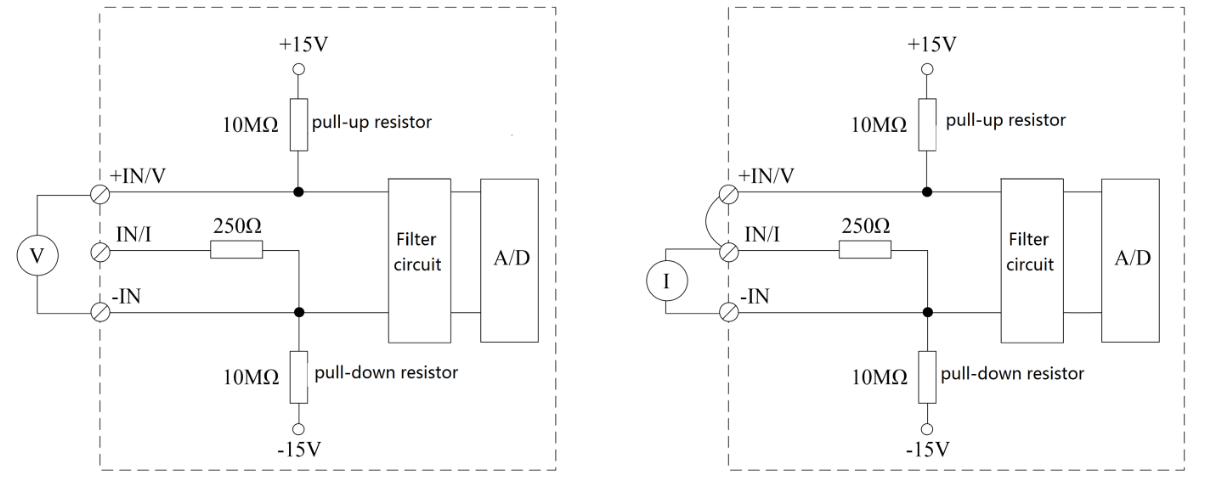 +15V
10MΩ
pull-up resistor
+IN/V
250Ω
IN/I
V
-IN
Filter
circuit
A/D
10MΩ
pull-down resistor
-15V
+15V
10MΩ
pull-up resistor
+IN/V
250Ω
IN/I
I
-IN
Filter
circuit
A/D
10MΩ
pull-down resistor
-15V